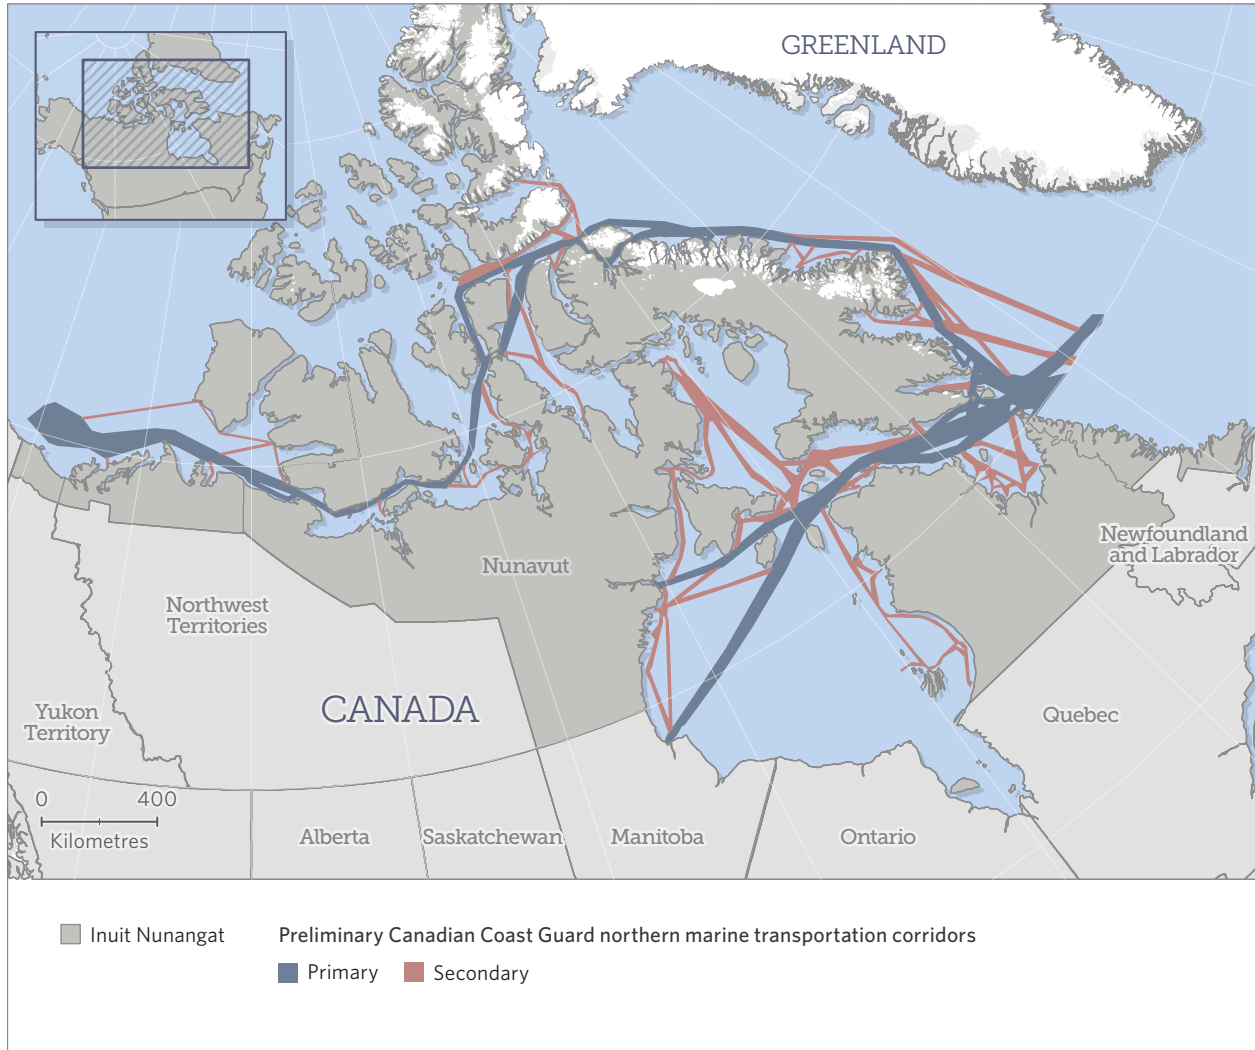 GREENLAND
Newfoundland
and Labrador
Nunavut
Northwest
Territories
CANADA
Yukon
Territory
Quebec
0 400
Kilometres
Alberta
Saskatchewan
Manitoba
Ontario
Inuit Nunangat
Preliminary Canadian Coast Guard northern marine transportation corridors
Primary
Secondary